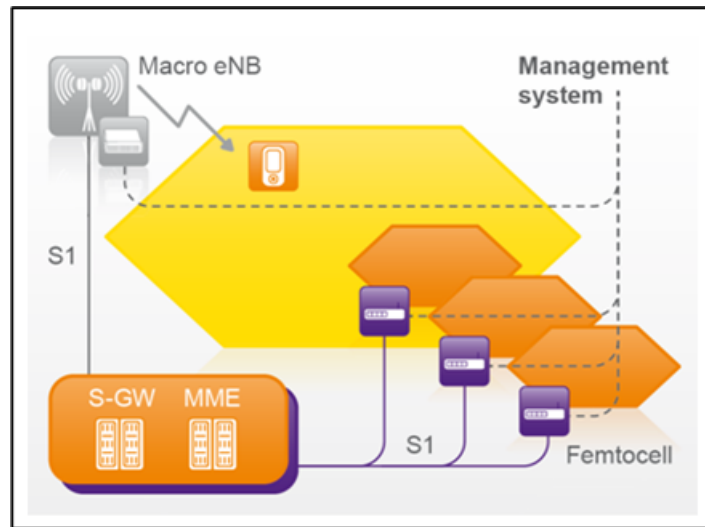 Macro eNB
Management
system
S1
S-GW MME
S1
Femtocell